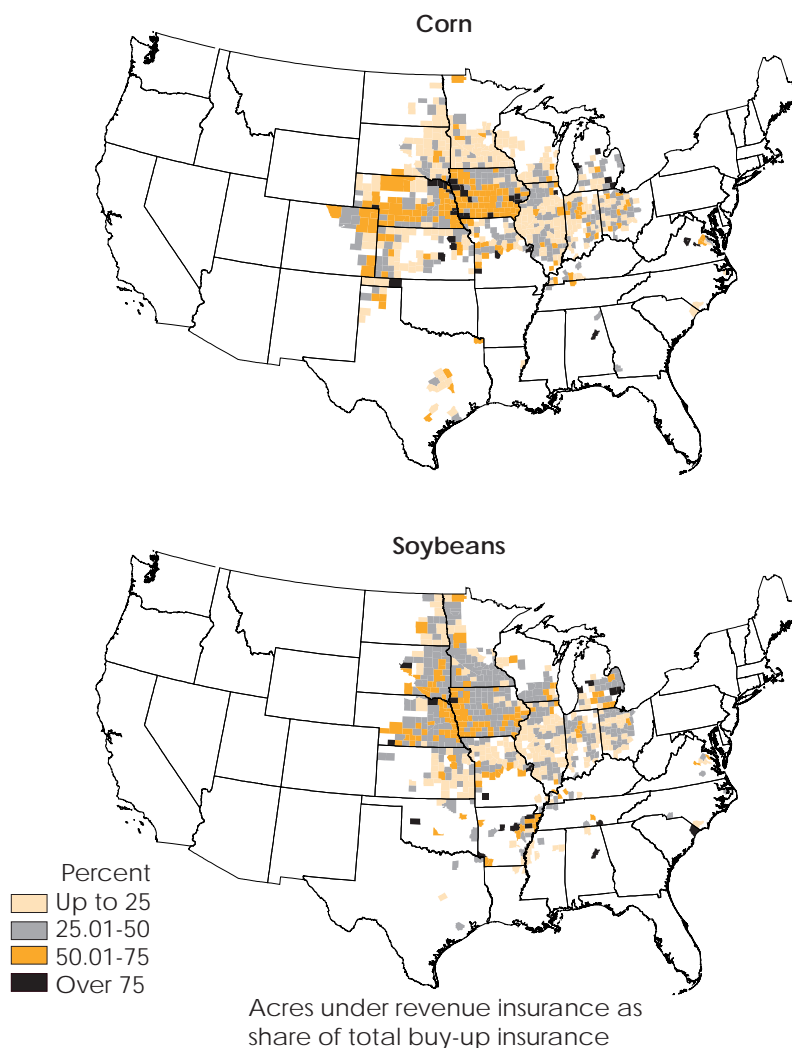 Corn
Soybeans
Percent
Up to 25
25.01-50
50.01-75
Over 75
Acres under revenue insurance as
share of total buy-up insurance